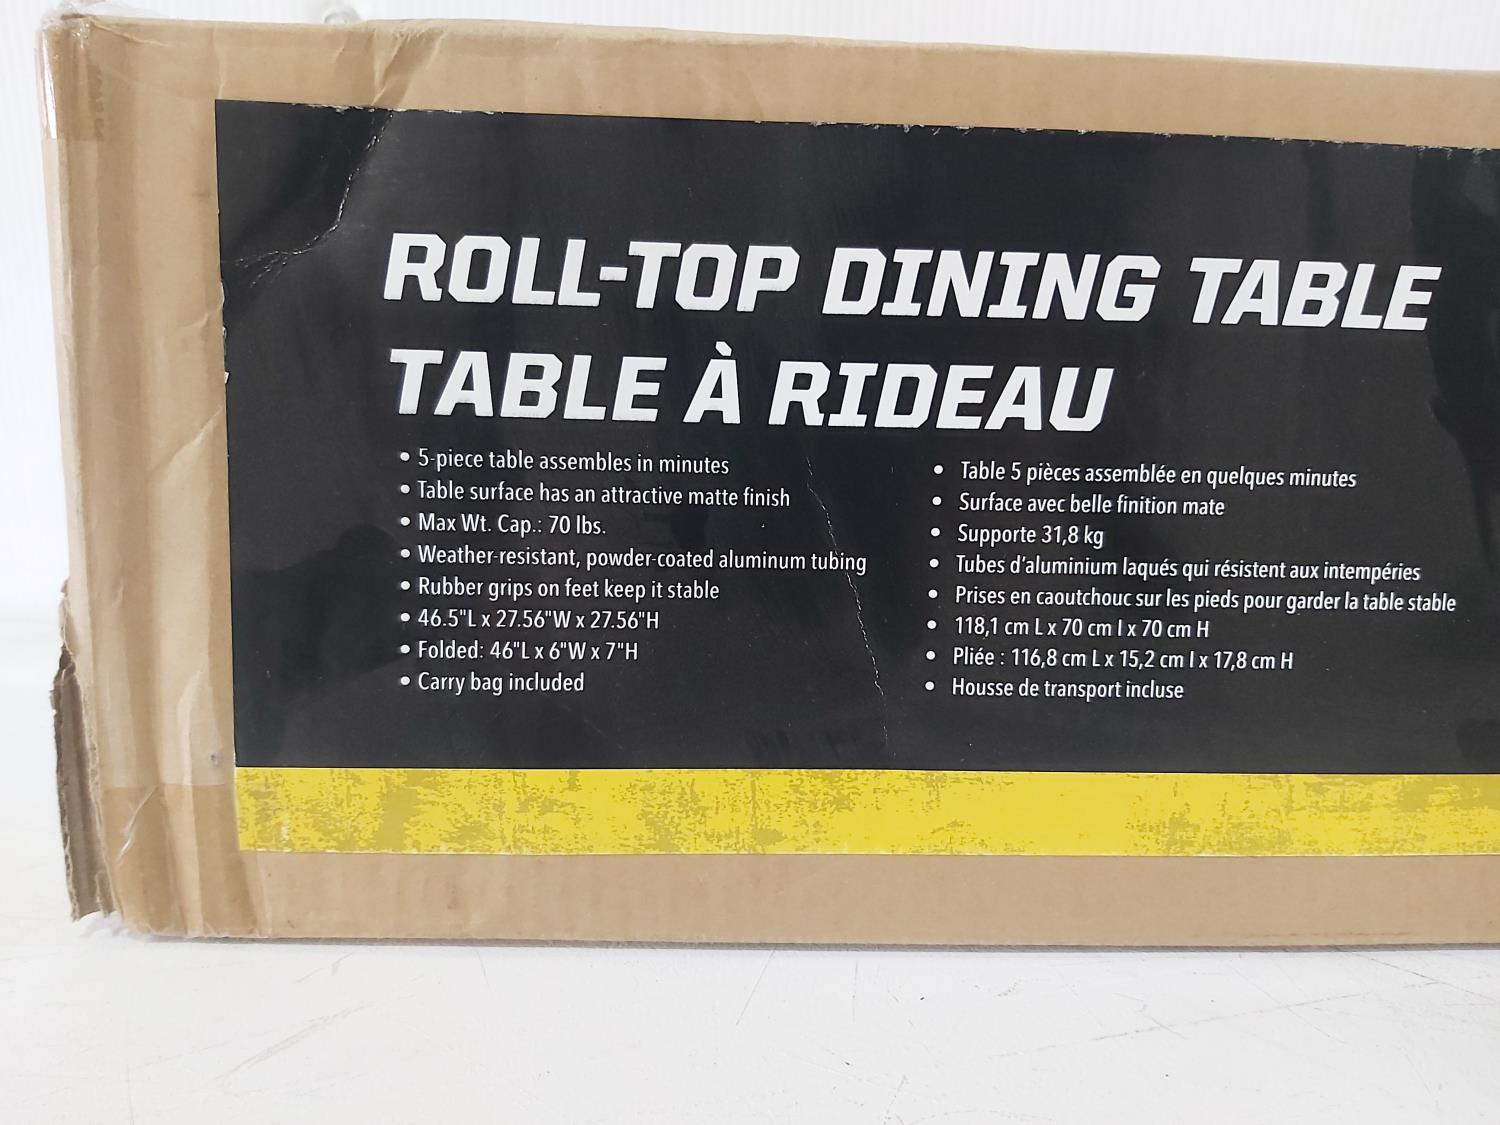 ROLL-TOP DINING TABLE
TABLE À RIDEAU
• 5-piece table assembles in minutes
• Table surface has an attractive matte finish
• Max Wt. Cap.: 70 lbs.
• Weather-resistant, powder-coated aluminum tubing
• Rubber grips on feet keep it stable
• 46.5"L x 27.56"W x 27.56"H
• Folded: 46"L x 6"W x 7"H
• Carry bag included
• Table 5 pièces assemblée en quelques minutes
• Surface avec belle finition mate
• Supporte 31,8 kg
• Tubes d'aluminium laqués qui résistent aux intempéries
• Prises en caoutchouc sur les pieds pour garder la table stable
• 118,1 cm L x 70 cm l x 70 cm H
• Pliée : 116,8 cm L x 15,2 cm l x 17,8 cm H
• Housse de transport incluse